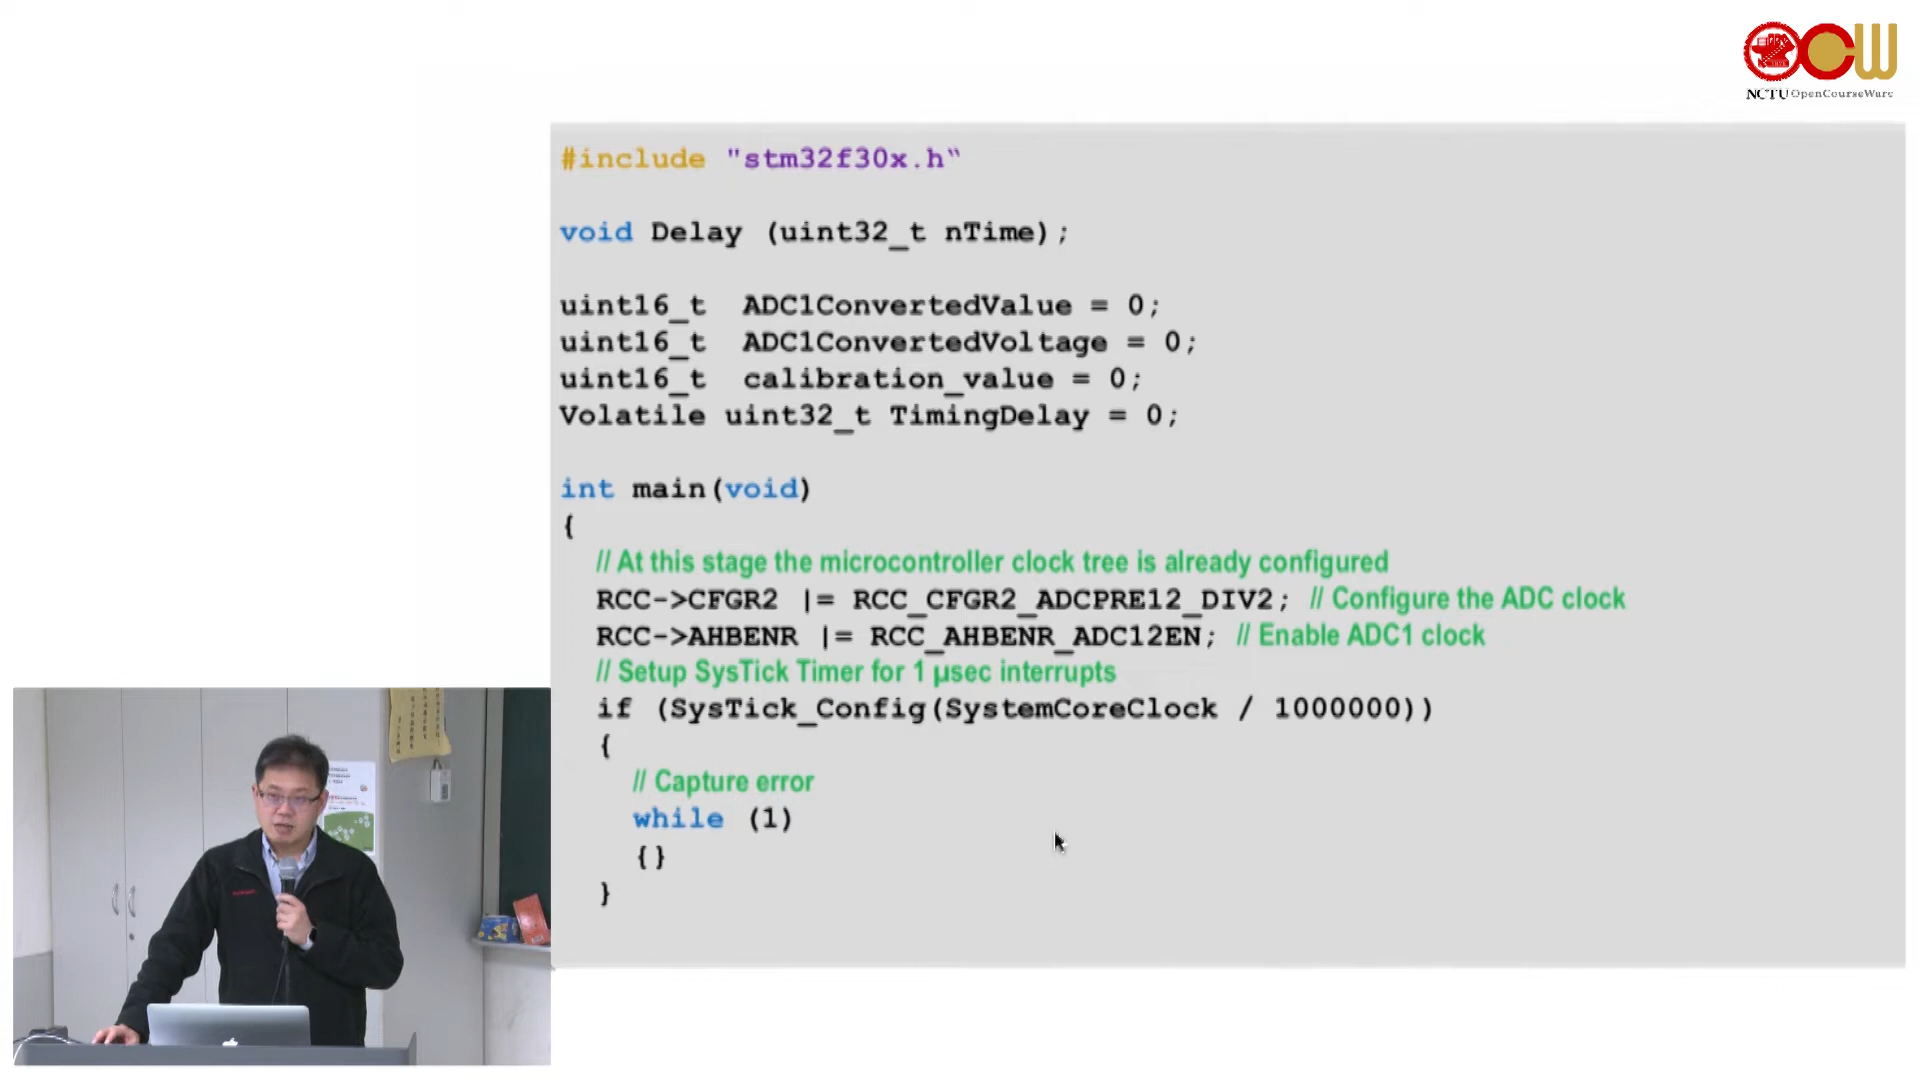 NCTU OpenCourseWare
#include "stm32f30x.h"
void Delay (uint32_t nTime);
uint16_t ADC1ConvertedValue = 0;
uint16_t ADC1ConvertedVoltage = 0;
uint16_t calibration_value = 0;
Volatile uint32_t TimingDelay = 0;
int main(void)
{
// At this stage the microcontroller clock tree is already configured
RCC->CFGR2 |= RCC_CFGR2_ADCPRE12_DIV2; // Configure the ADC clock
RCC->AHBENR |= RCC_AHBENR_ADC12EN; // Enable ADC1 clock
// Setup SysTick Timer for 1 µsec interrupts
if (SysTick_Config(SystemCoreClock / 1000000))
{
// Capture error
while (1)
{}
}